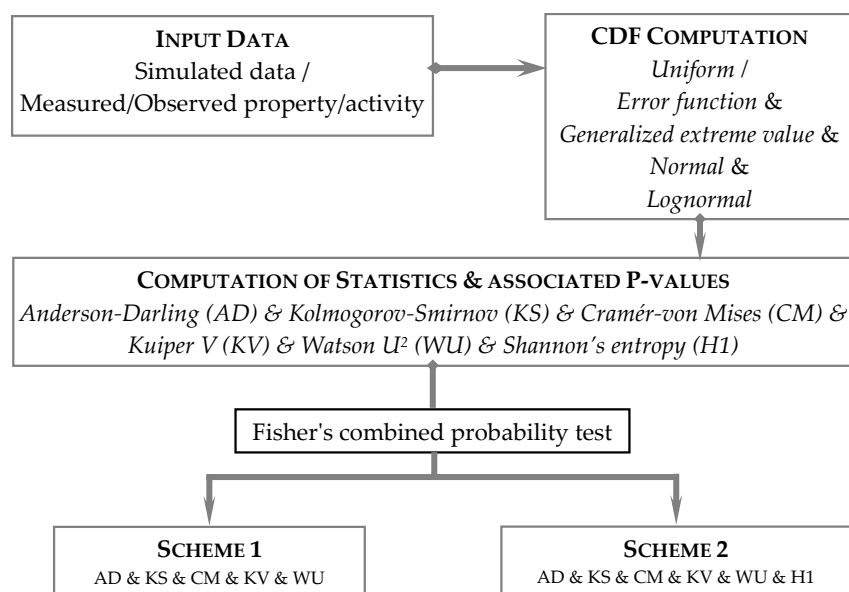 INPUT DATA
Simulated data /
Measured/Observed property/activity
CDF COMPUTATION
Uniform /
Error function &
Generalized extreme value &
Normal &
Lognormal
COMPUTATION OF STATISTICS & ASSOCIATED P-VALUES
Anderson-Darling (AD) & Kolmogorov-Smirnov (KS) & Cramér-von Mises (CM) &
Kuiper V (KV) & Watson U² (WU) & Shannon's entropy (H1)
Fisher's combined probability test
SCHEME 1
AD & KS & CM & KV & WU
SCHEME 2
AD & KS & CM & KV & WU & H1